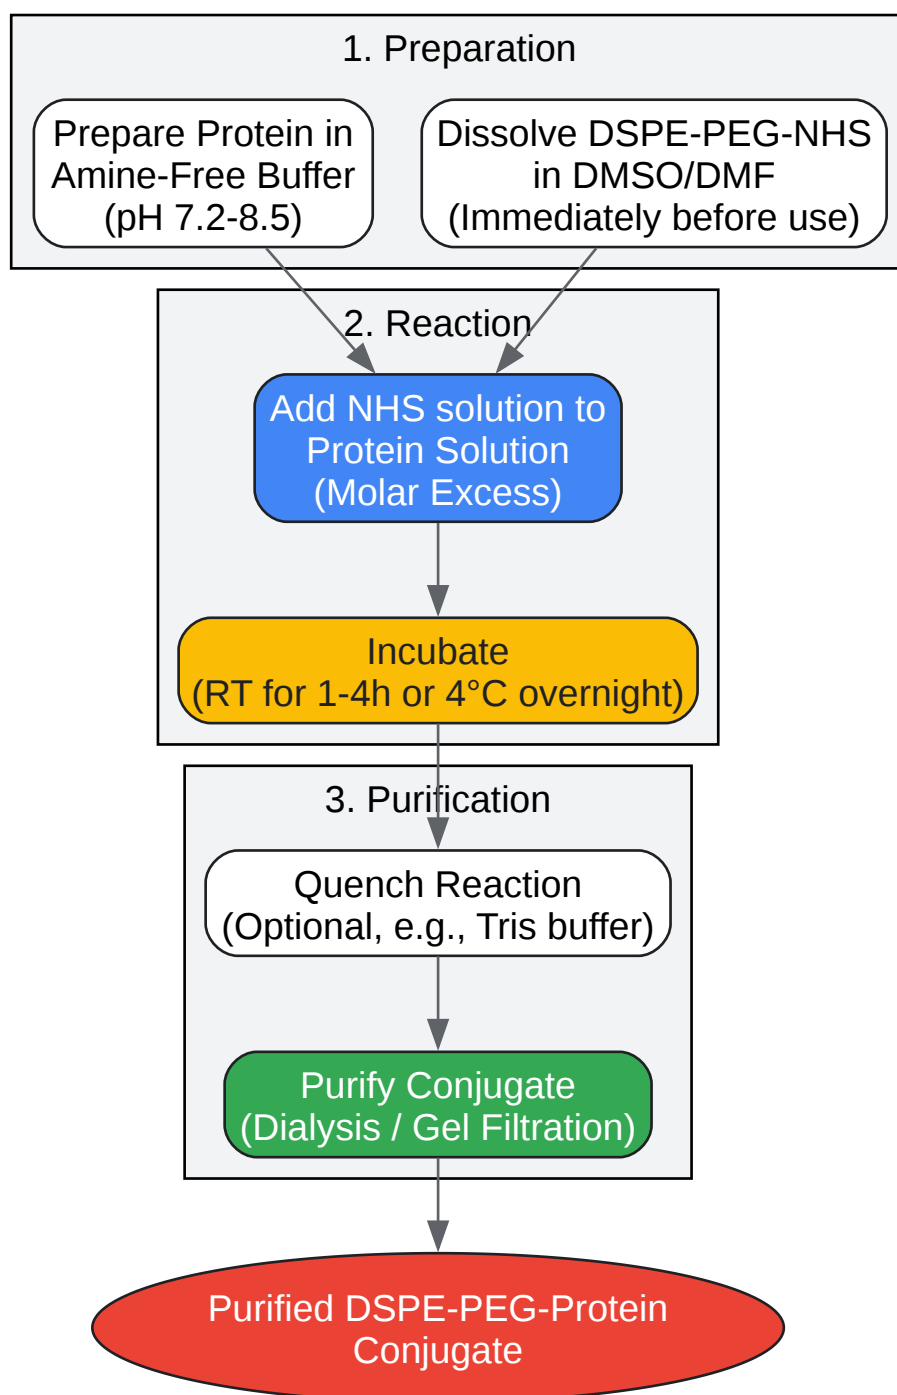 1. Preparation
Prepare Protein in
Amine-Free Buffer
(pH 7.2-8.5)
Dissolve DSPE-PEG-NHS
in DMSO/DMF
(Immediately before use)
2. Reaction
Add NHS solution to
Protein Solution
(Molar Excess)
Incubate
(RT for 1-4h or 4°C overnight)
3. Purification
Quench Reaction
(Optional, e.g., Tris buffer)
Purify Conjugate
(Dialysis / Gel Filtration)
Purified DSPE-PEG-Protein
Conjugate